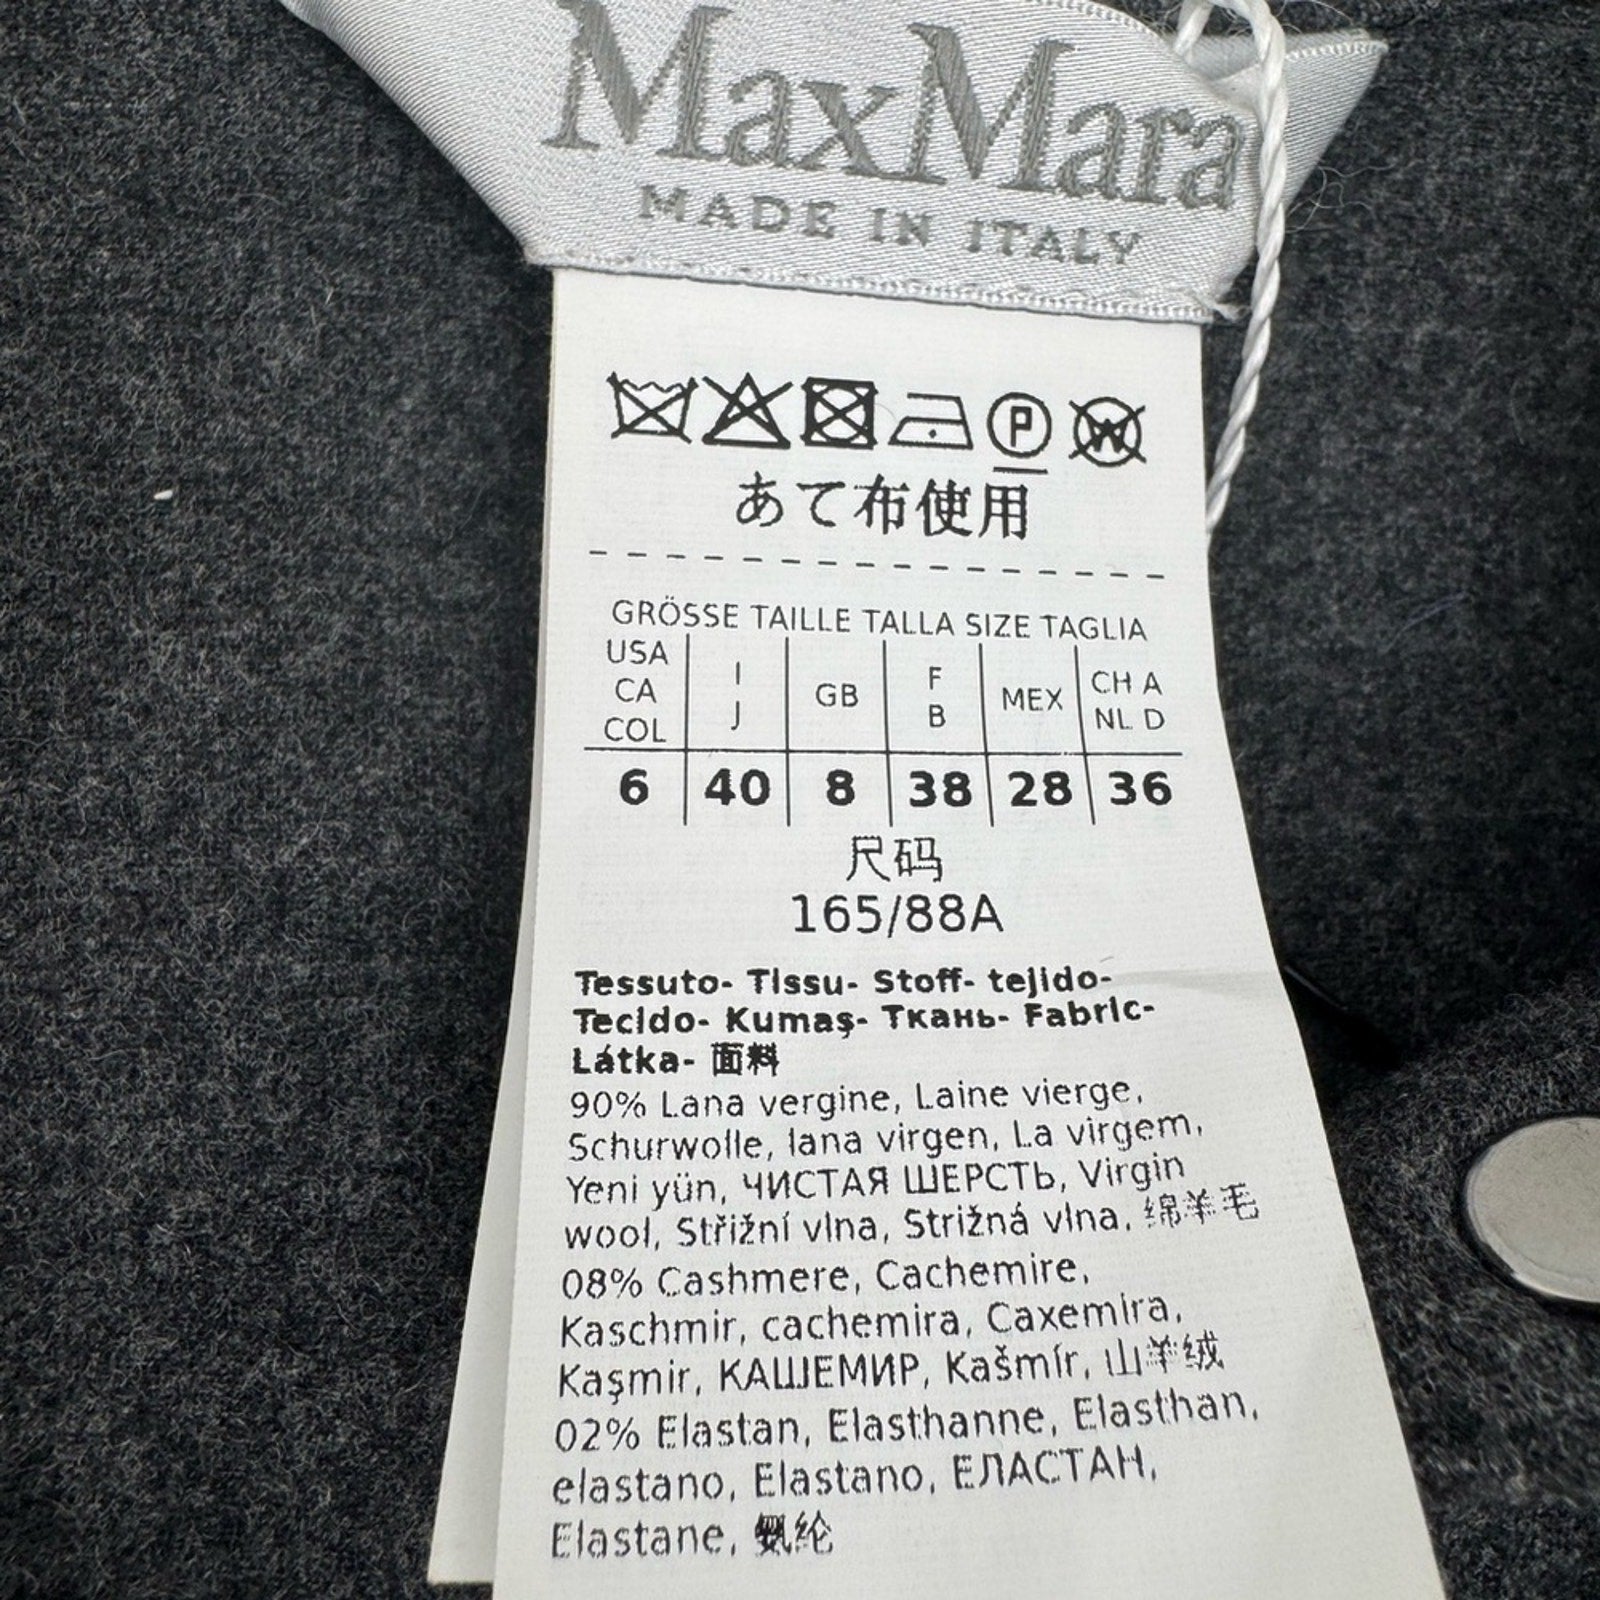 MaxMara
MADE IN ITALY
P W
あて布使用
GRÖSSE TAILLE TALLA SIZE TAGLIA
USA CA COL I J GB F B MEX CH A NL D
6 40 8 38 28 36
尺码
165/88A
Tessuto- Tissu- Stoff- tejido-
Tecido- Kumaş- Ткань- Fabric-
Látka- 面料
90% Lana vergine, Laine vierge,
Schurwolle, lana virgen, La virgem,
Yeni yün, ЧИСТАЯ ШЕРСТЬ, Virgin
wool, Střižní vlna, Strižná vlna, 绵羊毛
08% Cashmere, Cachemire,
Kaschmir, cachemira, Caxemira,
Kaşmir, КАШЕМИР, Kašmír, 山羊绒
02% Elastan, Elasthanne, Elasthan,
elastano, Elastano, ЕЛАСТАН,
Elastane, 氨纶